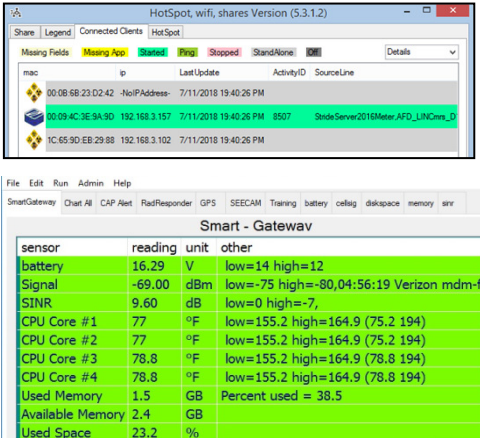 HotSpot, wifi, shares Version (5.3.1.2)
Share Legend Connected Clients HotSpot
Missing Fields Missing App Started Ping Stopped StandAlone Off Details
mac ip Last Update ActivityID SourceLine
00:0B:6B:23:D2:42 -NoIPAddress- 7/11/2018 19:40:26 PM
00:09:4C:3E:9A:9D 192.168.3.157 7/11/2018 19:40:26 PM 8507 StrideServer2016Meter,AFD_LINCmrs_D
1C:65:9D:EB:29:88 192.168.3.102 7/11/2018 19:40:26 PM
File Edit Run Admin Help
SmartGateway Chart All CAP Alert RadResponder GPS SEECAM Training battery cellsig diskspace memory sinr
Smart - Gateway
sensor reading unit other
battery 16.29 V low=14 high=12
Signal -69.00 dBm low=-75 high=-80,04:56:19 Verizon mdm-f
SINR 9.60 dB low=0 high=-7,
CPU Core #1 77 °F low=155.2 high=164.9 (75.2 194)
CPU Core #2 77 °F low=155.2 high=164.9 (75.2 194)
CPU Core #3 78.8 °F low=155.2 high=164.9 (78.8 194)
CPU Core #4 78.8 °F low=155.2 high=164.9 (78.8 194)
Used Memory 1.5 GB Percent used = 38.5
Available Memory 2.4 GB
Used Space 23.2 %